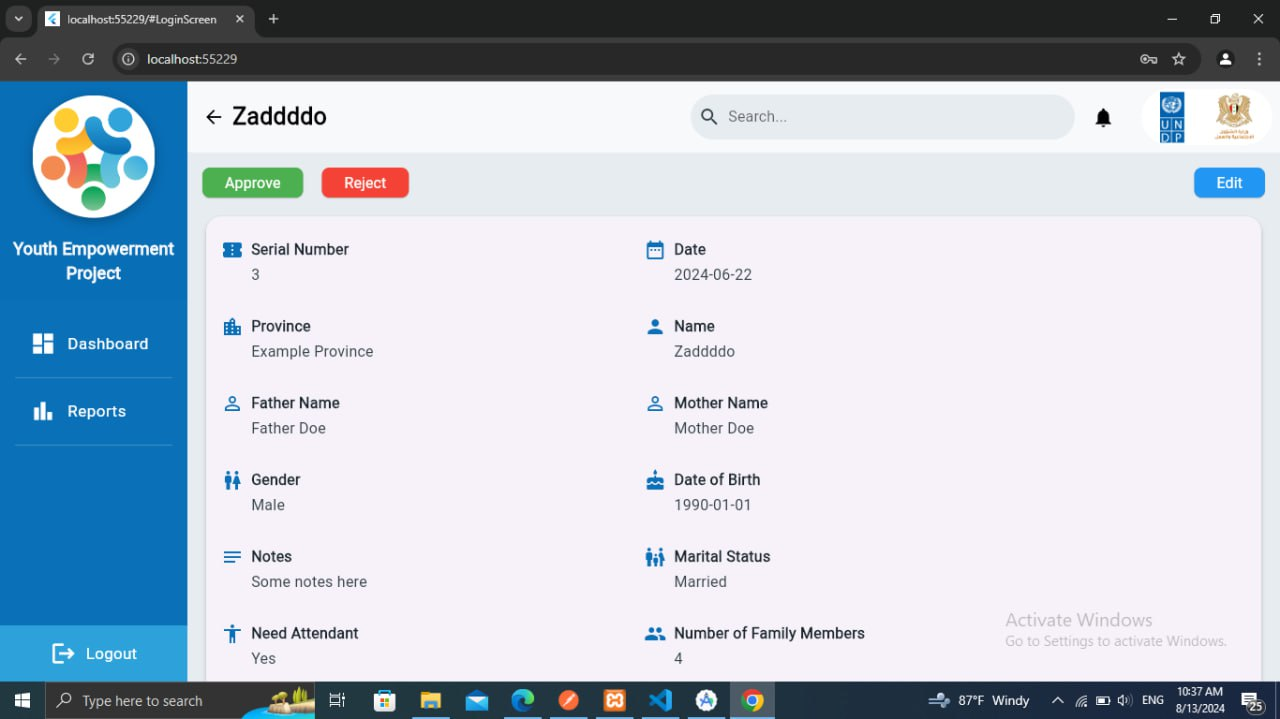 localhost:55229/#LoginScreen
localhost:55229
Youth Empowerment
Project
Dashboard
Reports
Logout
Zaddddo
Search...
U N
D P
Approve
Reject
Edit
Serial Number
3
Date
2024-06-22
Province
Example Province
Name
Zaddddo
Father Name
Father Doe
Mother Name
Mother Doe
Gender
Male
Date of Birth
1990-01-01
Notes
Some notes here
Marital Status
Married
Need Attendant
Yes
Number of Family Members
4
Activate Windows
Go to Settings to activate Windows.
Type here to search
87°F Windy
ENG
10:37 AM
8/13/2024
25